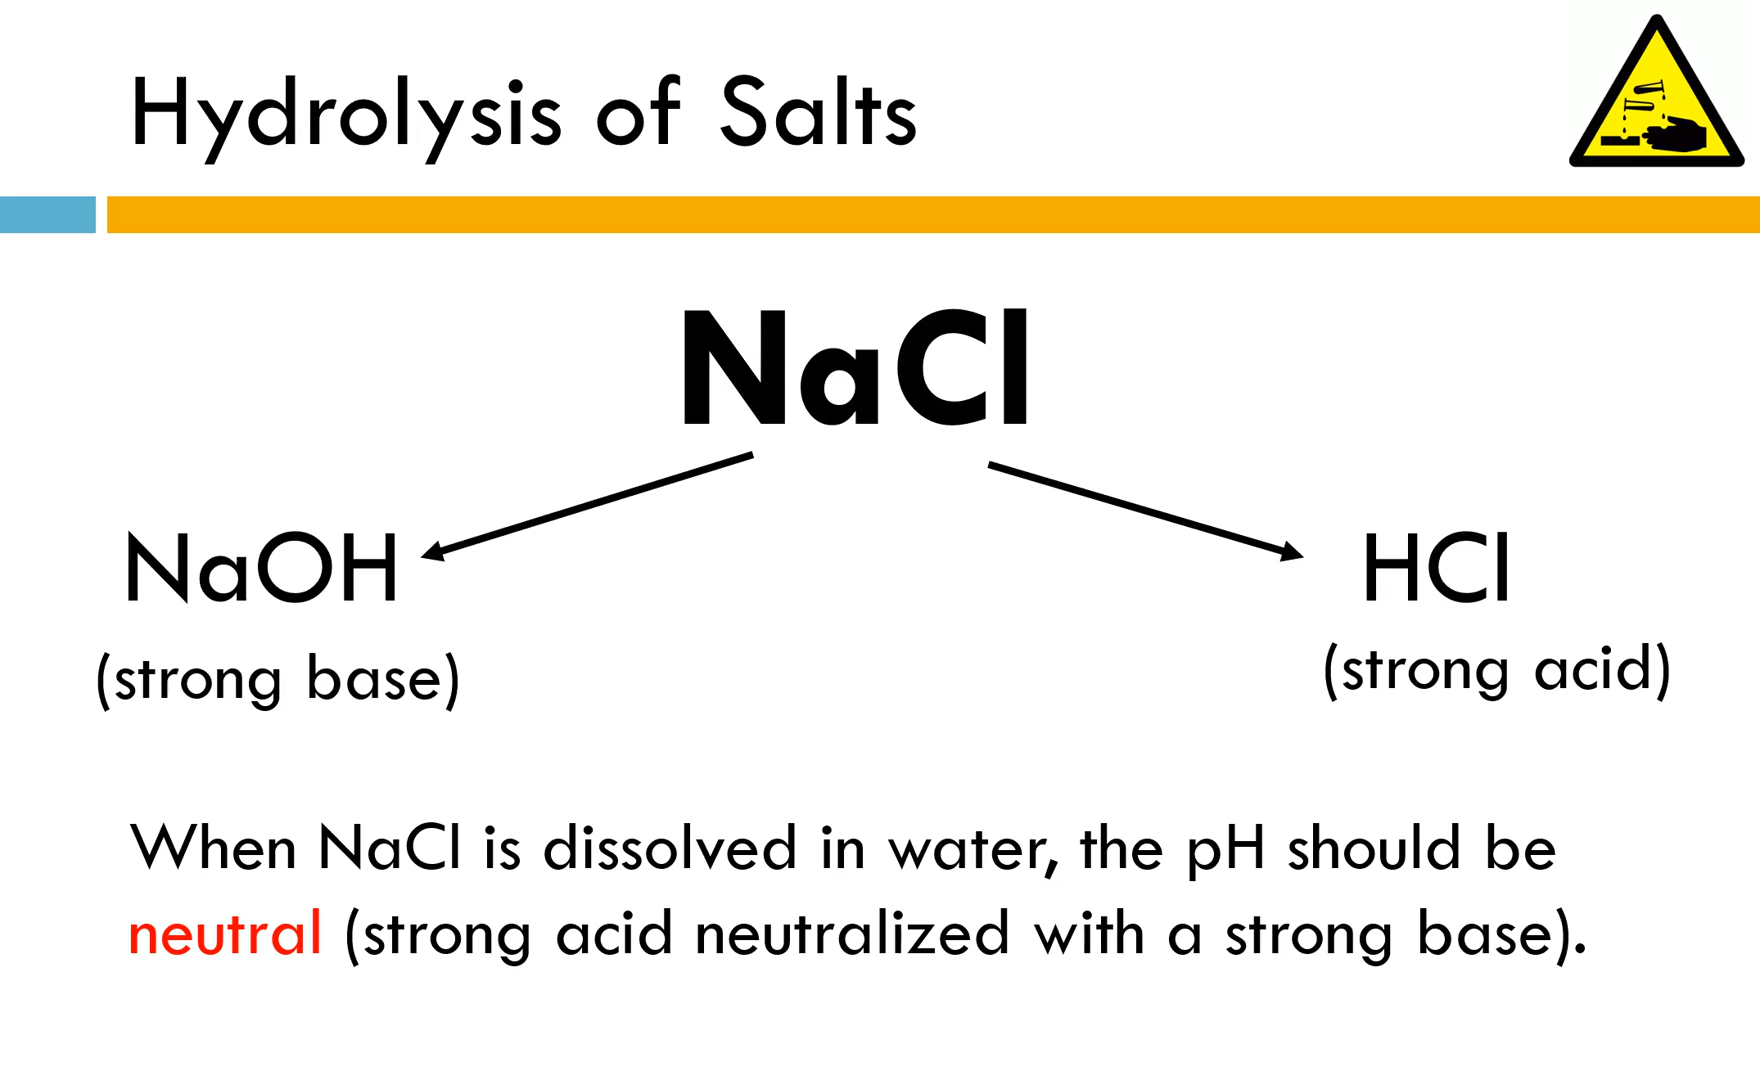 Hydrolysis of Salts
NaCl
NaOH
HCl
(strong base)
(strong acid)
When NaCl is dissolved in water, the pH should be
neutral (strong acid neutralized with a strong base).